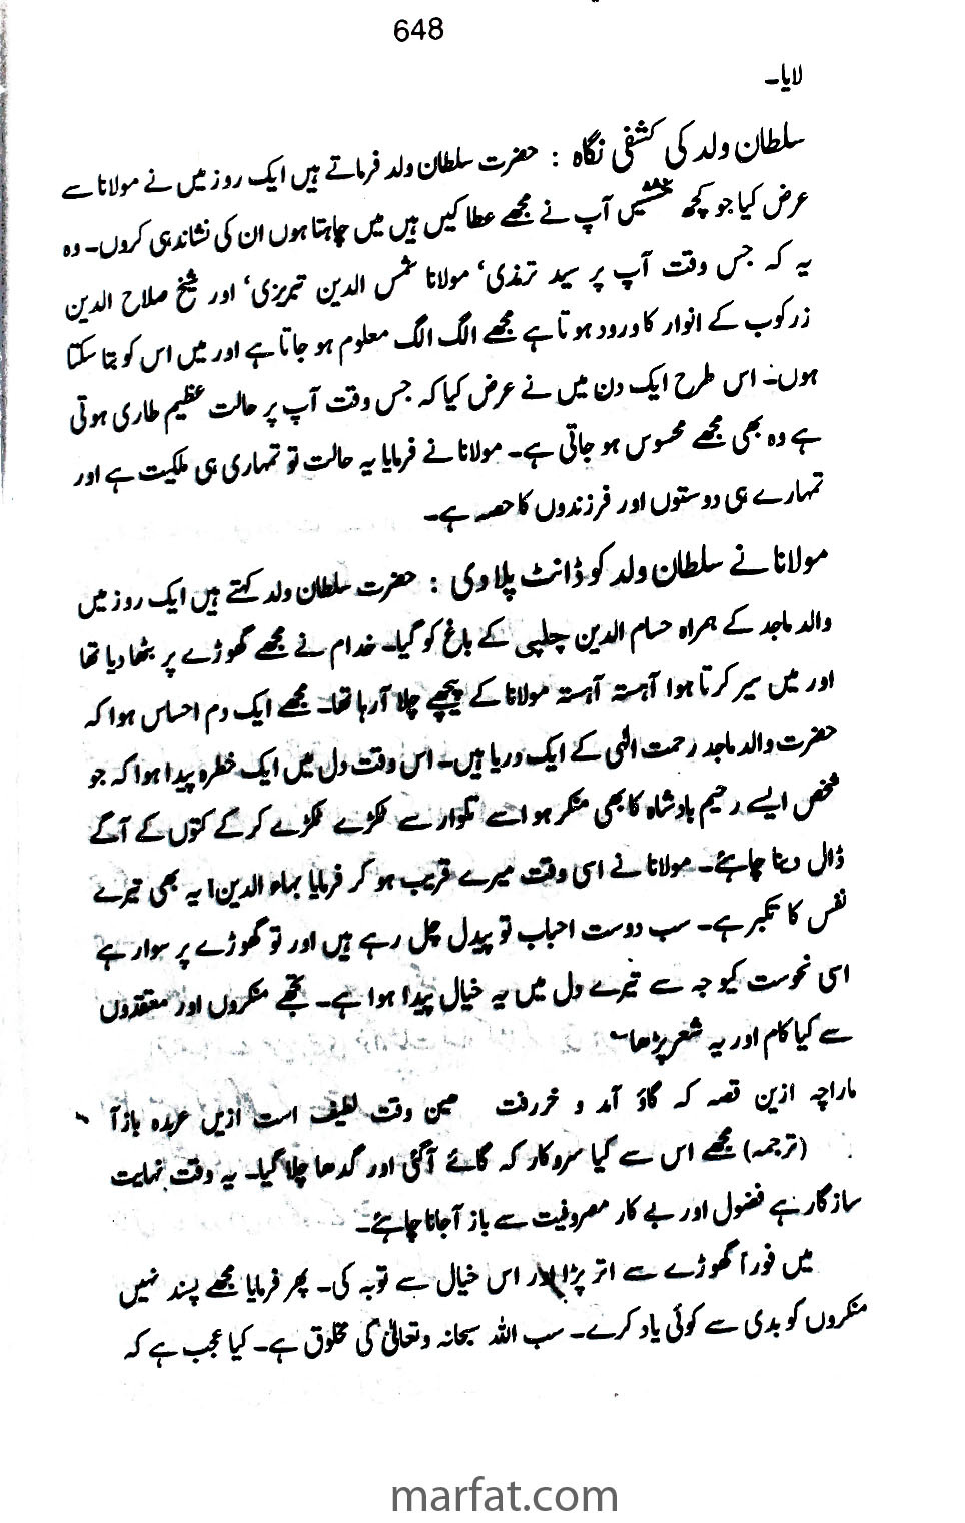 648
لایا۔
سلطان ولد کی کشفی نگاہ : حضرت سلطان ولد فرماتے ہیں ایک روز میں نے مولانا سے
عرض کیا جو کچھ بخششیں آپ نے مجھے عطا کیں ہیں میں چاہتا ہوں ان کی نشاندہی کروں۔ وہ
یہ کہ جس وقت آپ پر سید ترمذی‘ مولانا شمس الدین تبریزی‘ اور شیخ صلاح الدین
زرکوب کے انوار کا ورود ہوتا ہے مجھے الگ الگ معلوم ہو جاتا ہے اور میں اس کو بتا سکتا
ہوں۔ اس طرح ایک دن میں نے عرض کیا کہ جس وقت آپ پر حالت عظیم طاری ہوتی
ہے وہ بھی مجھے محسوس ہو جاتی ہے۔ مولانا نے فرمایا یہ حالت تو تمہاری ہی ملکیت ہے اور
تمہارے ہی دوستوں اور فرزندوں کا حصہ ہے۔
مولانا نے سلطان ولد کو ڈانٹ پلا دی : حضرت سلطان ولد کہتے ہیں ایک روز میں
والد ماجد کے ہمراہ حسام الدین چلپی کے باغ کو گیا۔ خدام نے مجھے گھوڑے پر بٹھا دیا تھا
اور میں سیر کرتا ہوا آہستہ آہستہ مولانا کے پیچھے چلا آ رہا تھا۔ مجھے ایک دم احساس ہوا کہ
حضرت والد ماجد رحمت الٰہی کے ایک دریا ہیں۔ اس وقت دل میں ایک خطرہ پیدا ہوا کہ جو
شخص ایسے رحیم بادشاہ کا بھی منکر ہو اسے تلوار سے ٹکڑے ٹکڑے کر کے کتوں کے آگے
ڈال دینا چاہئے۔ مولانا نے اسی وقت میرے قریب ہو کر فرمایا بہاء الدین! یہ بھی تیرے
نفس کا تکبر ہے۔ سب دوست احباب تو پیدل چل رہے ہیں اور تو گھوڑے پر سوار ہے
اسی نحوست کیوجہ سے تیرے دل میں یہ خیال پیدا ہوا ہے۔ تجھے منکروں اور معتقدوں
سے کیا کام اور یہ شعر پڑھا؂
ماراچہ ازین قصہ کہ گاؤ آمد و خررفت ھین وقت لطیف است ازیں عربدہ بازآ
(ترجمہ) مجھے اس سے کیا سروکار کہ گائے آگئی اور گدھا چلا گیا۔ یہ وقت نہایت
سازگار ہے فضول اور بے کار مصروفیت سے باز آجانا چاہئے۔
میں فوراً گھوڑے سے اتر پڑا اور اس خیال سے توبہ کی۔ پھر فرمایا مجھے پسند نہیں
منکروں کو بدی سے کوئی یاد کرے۔ سب اللہ سبحانہ وتعالیٰ کی مخلوق ہے۔ کیا عجب ہے کہ
marfat.com